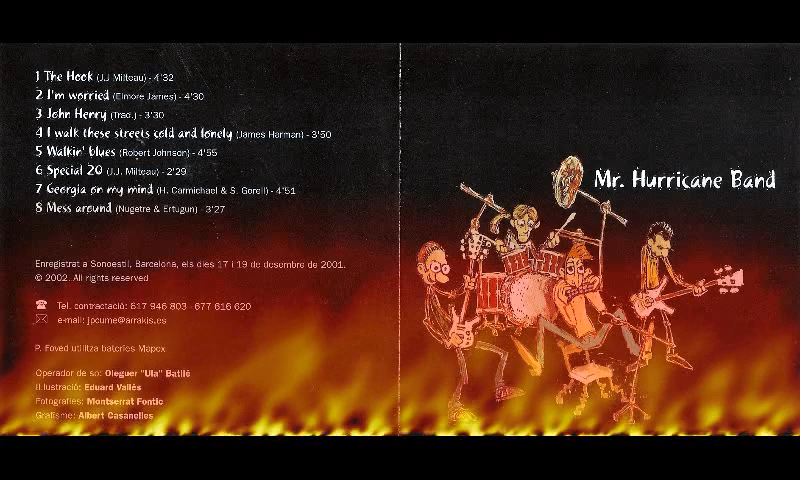 1 The Hook (J.J Milteau) - 4'32
2 I'm worried (Elmore James) - 4'30
3 John Henry (Trad.) - 3'30
4 I walk these streets cold and lonely (James Harman) - 3'50
5 Walkin' blues (Robert Johnson) - 4'55
6 Special 20 (J.J. Milteau) - 2'29
7 Georgia on my mind (H. Carmichael & S. Gorell) - 4'51
8 Mess around (Nugetre & Ertugun) - 3'27
Enregistrat a Sonoestil, Barcelona, els dies 17 i 19 de desembre de 2001.
© 2002. All rights reserved
Tel. contractació: 617 946 803 - 677 616 620
e-mail: jpcume@arrakis.es
P. Foved utilitza bateries Mapex
Operador de so: Oleguer "Ula" Batllé
Il·lustració: Eduard Vallès
Fotografies: Montserrat Fontic
Grafisme: Albert Casanelles
Mr. Hurricane Band